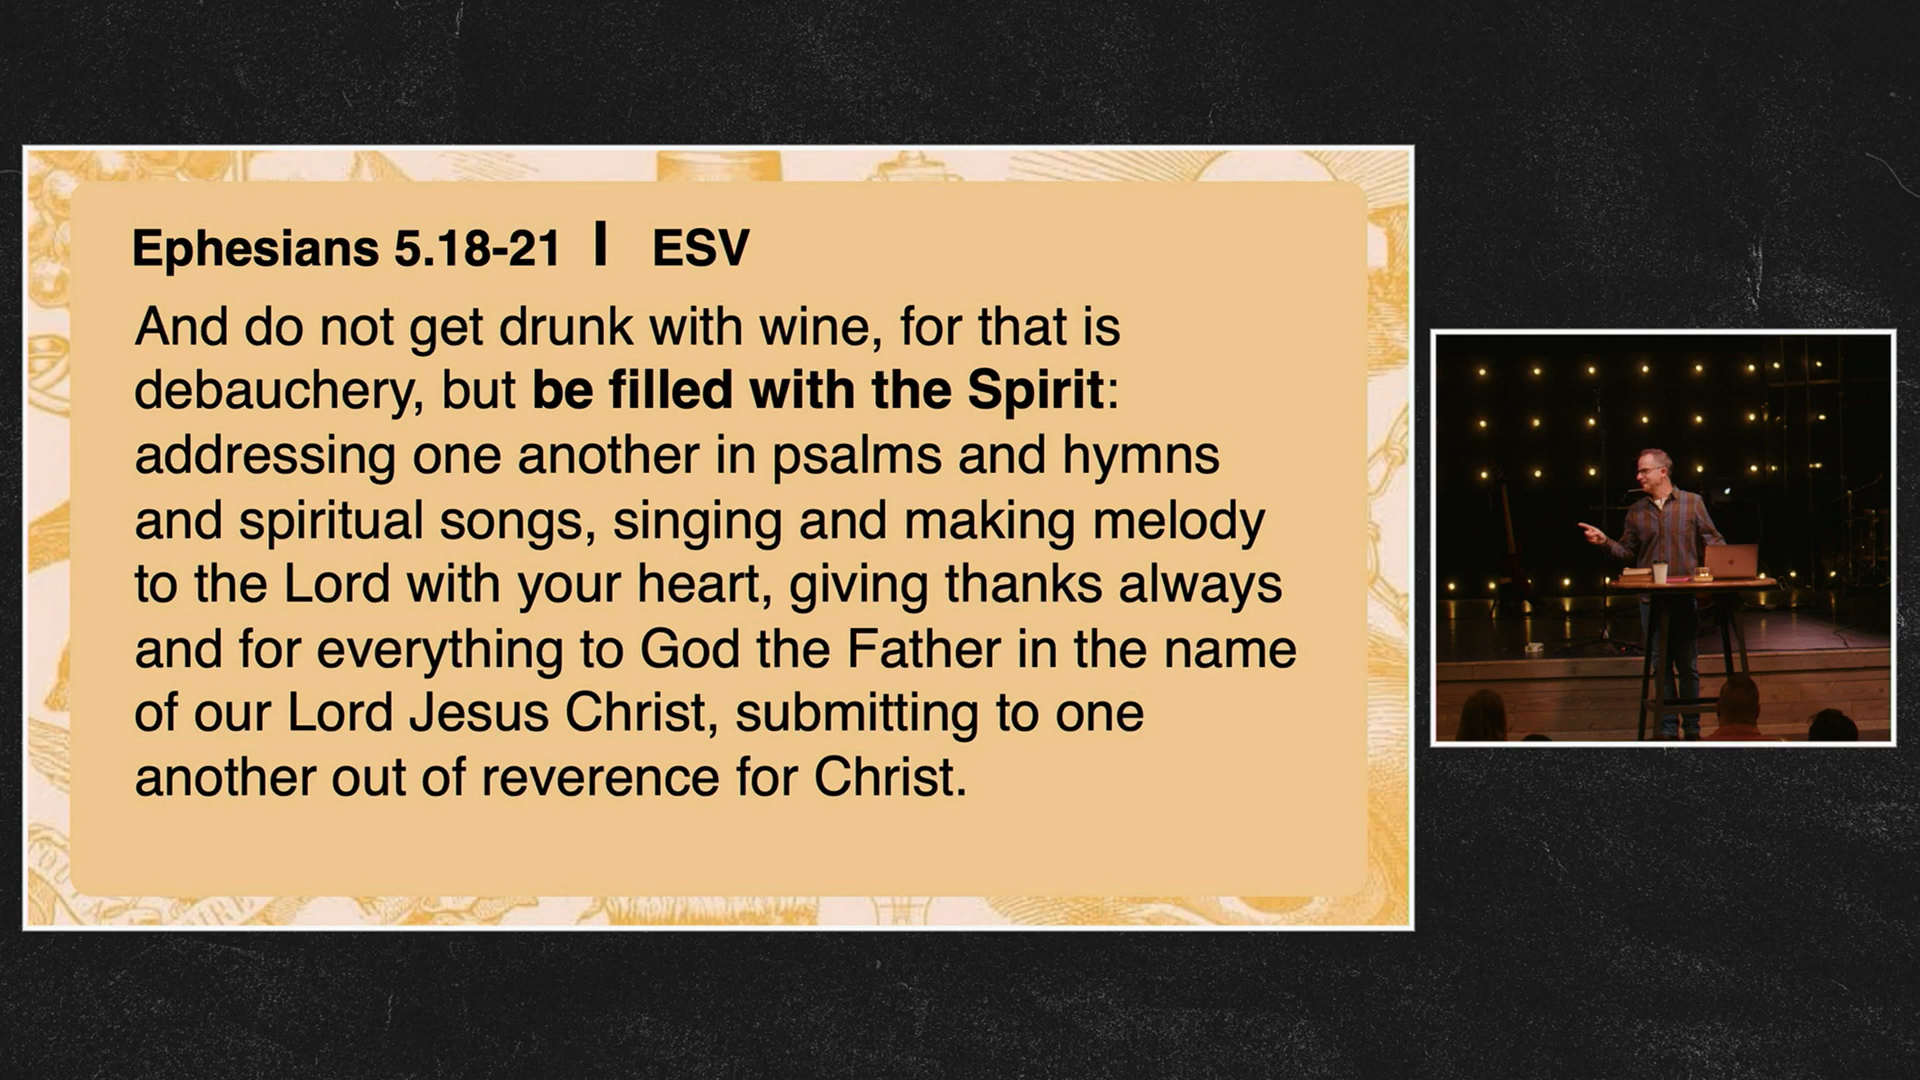 Ephesians 5.18-21 | ESV
And do not get drunk with wine, for that is
debauchery, but be filled with the Spirit:
addressing one another in psalms and hymns
and spiritual songs, singing and making melody
to the Lord with your heart, giving thanks always
and for everything to God the Father in the name
of our Lord Jesus Christ, submitting to one
another out of reverence for Christ.